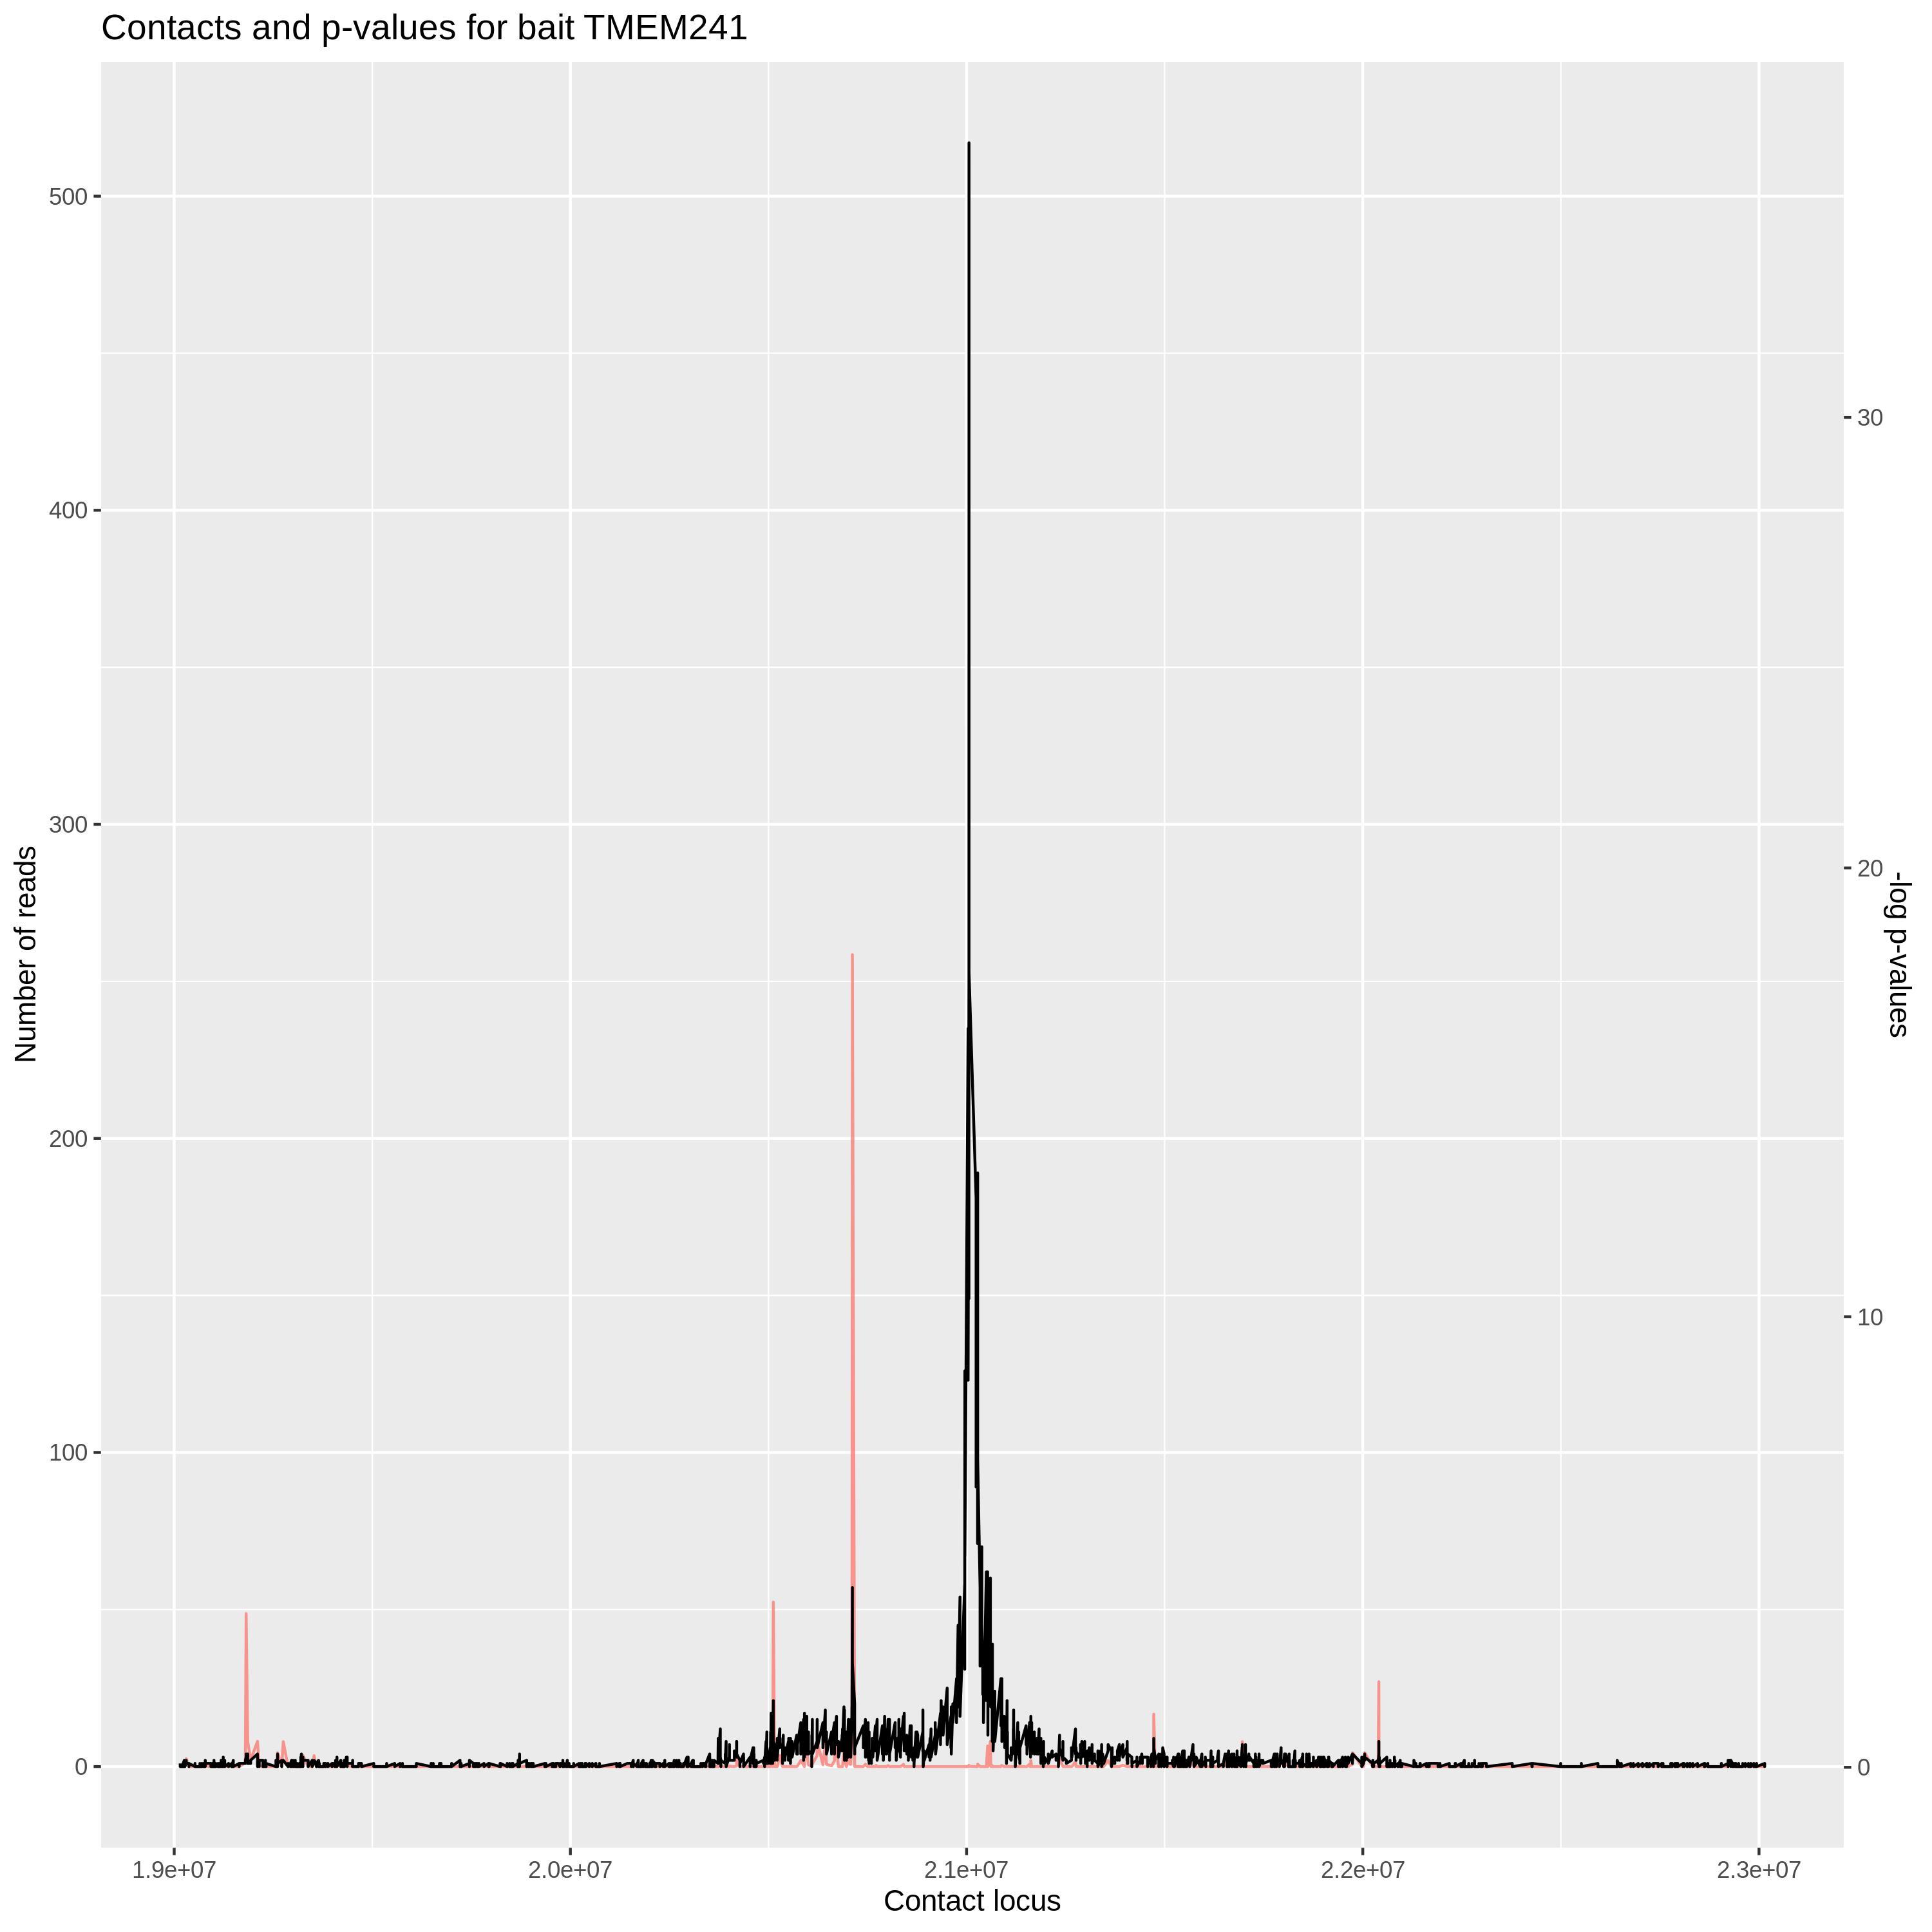 Contacts and p-values for bait TMEM241
500
400
300
200
100
0
Number of reads
30
20
10
0
-log p-values
1.9e+07
2.0e+07
2.1e+07
2.2e+07
2.3e+07
Contact locus